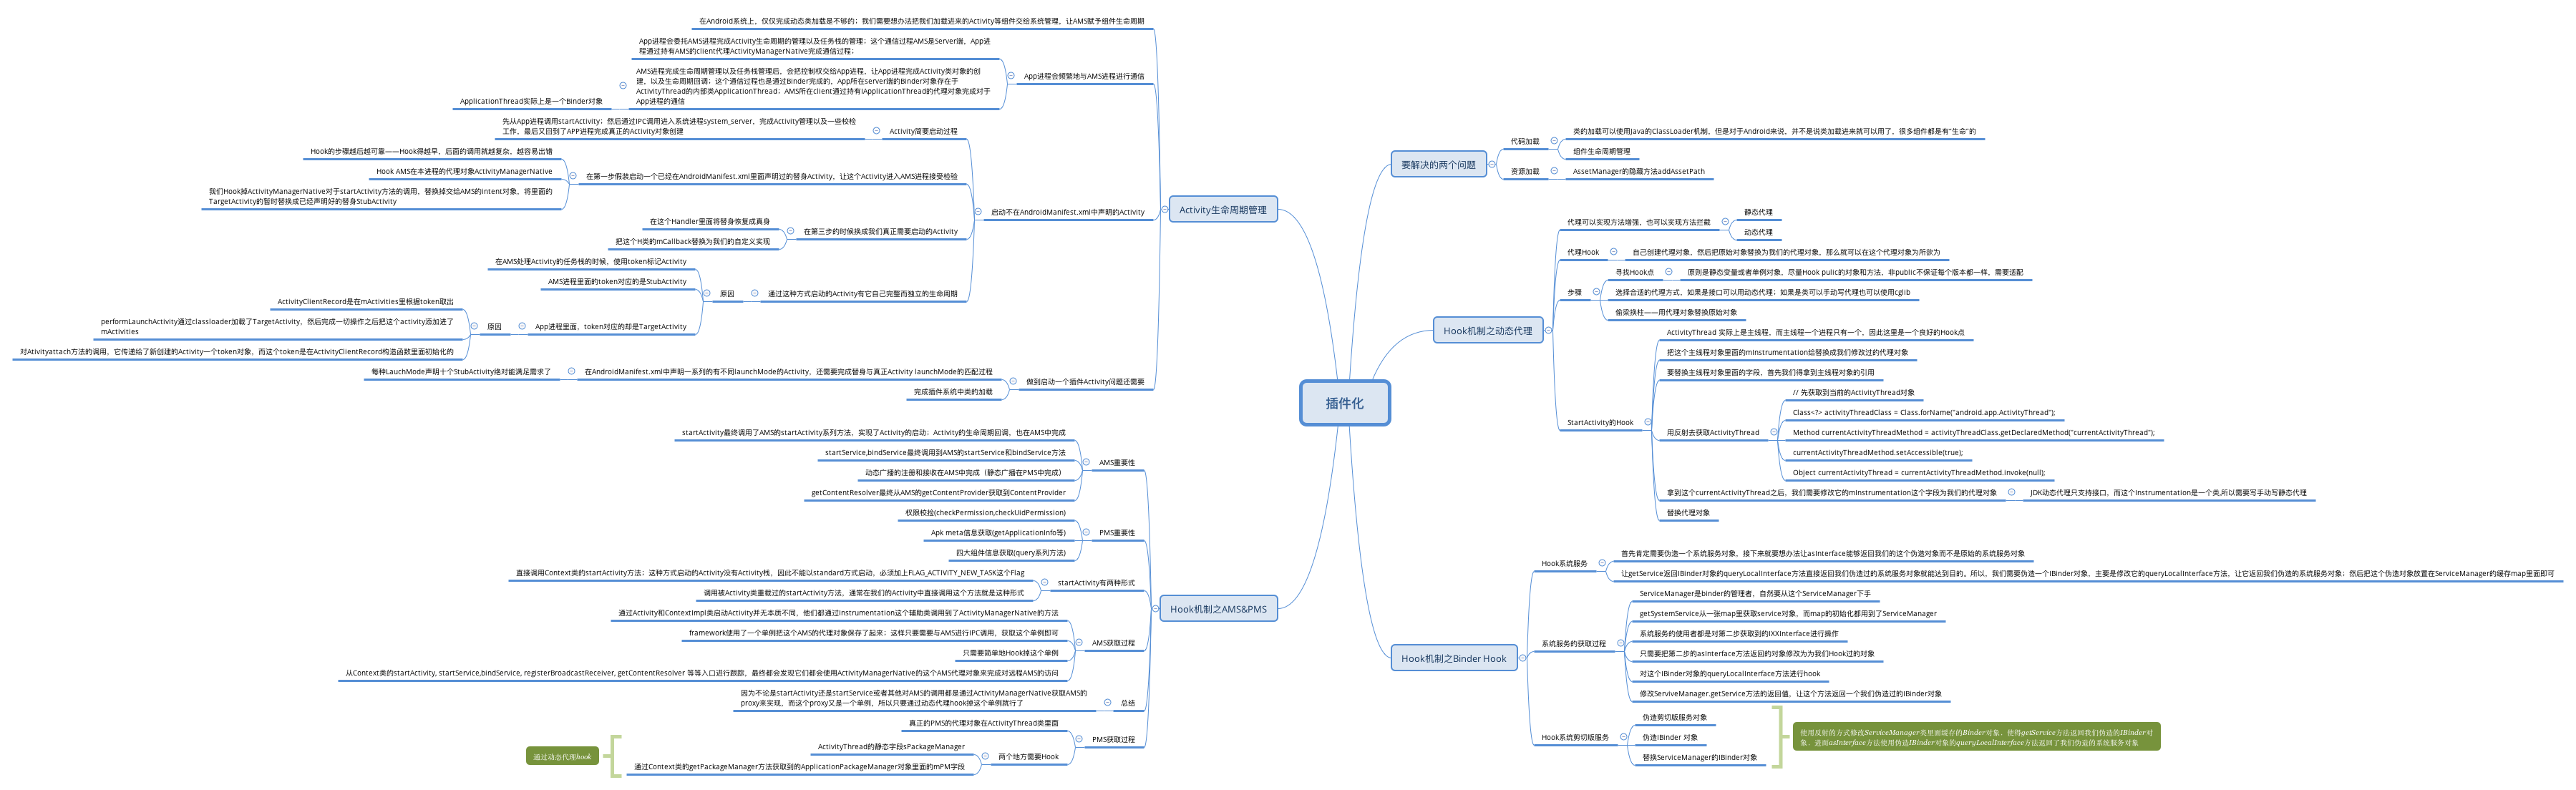 插件化
要解决的两个问题
代码加载
类的加载可以使用Java的ClassLoader机制，但是对于Android来说，并不是说类加载进来就可以用了，很多组件都是有“生命”的
组件生命周期管理
资源加载
AssetManager的隐藏方法addAssetPath
Hook机制之动态代理
代理可以实现方法增强，也可以实现方法拦截
静态代理
动态代理
代理Hook
自己创建代理对象，然后把原始对象替换为我们的代理对象，那么就可以在这个代理对象为所欲为
步骤
寻找Hook点
原则是静态变量或者单例对象，尽量Hook pulic的对象和方法，非public不保证每个版本都一样，需要适配
选择合适的代理方式，如果是接口可以用动态代理；如果是类可以手动写代理也可以使用cglib
偷梁换柱——用代理对象替换原始对象
StartActivity的Hook
ActivityThread 实际上是主线程，而主线程一个进程只有一个，因此这里是一个良好的Hook点
把这个主线程对象里面的mInstrumentation给替换成我们修改过的代理对象
要替换主线程对象里面的字段，首先我们得拿到主线程对象的引用
用反射去获取ActivityThread
// 先获取到当前的ActivityThread对象
Class<?> activityThreadClass = Class.forName("android.app.ActivityThread");
Method currentActivityThreadMethod = activityThreadClass.getDeclaredMethod("currentActivityThread");
currentActivityThreadMethod.setAccessible(true);
Object currentActivityThread = currentActivityThreadMethod.invoke(null);
拿到这个currentActivityThread之后，我们需要修改它的mInstrumentation这个字段为我们的代理对象
JDK动态代理只支持接口，而这个Instrumentation是一个类,所以需要写手动写静态代理
替换代理对象
Hook机制之Binder Hook
Hook系统服务
首先肯定需要伪造一个系统服务对象，接下来就要想办法让asInterface能够返回我们的这个伪造对象而不是原始的系统服务对象
让getService返回IBinder对象的queryLocalInterface方法直接返回我们伪造过的系统服务对象就能达到目的，所以，我们需要伪造一个IBinder对象，主要是修改它的queryLocalInterface方法，让它返回我们伪造的系统服务对象；然后把这个伪造对象放置在ServiceManager的缓存map里面即可
系统服务的获取过程
ServiceManager是binder的管理者，自然要从这个ServiceManager下手
getSystemService从一张map里获取service对象，而map的初始化都用到了ServiceManager
系统服务的使用者都是对第二步获取到的IXXInterface进行操作
只需要把第二步的asInterface方法返回的对象修改为为我们Hook过的对象
对这个IBinder对象的queryLocalInterface方法进行hook
修改ServiveManager.getService方法的返回值，让这个方法返回一个我们伪造过的IBinder对象
Hook系统剪切版服务
伪造剪切版服务对象
伪造IBinder 对象
替换ServiceManager的IBinder对象
使用反射的方式修改ServiceManager类里面缓存的Binder对象，使得getService方法返回我们伪造的IBinder对
象，进而asInterface方法使用伪造IBinder对象的queryLocalInterface方法返回了我们伪造的系统服务对象
Activity生命周期管理
在Android系统上，仅仅完成动态类加载是不够的；我们需要想办法把我们加载进来的Activity等组件交给系统管理，让AMS赋予组件生命周期
App进程会频繁地与AMS进程进行通信
App进程会委托AMS进程完成Activity生命周期的管理以及任务栈的管理；这个通信过程AMS是Server端，App进
程通过持有AMS的client代理ActivityManagerNative完成通信过程；
AMS进程完成生命周期管理以及任务栈管理后，会把控制权交给App进程，让App进程完成Activity类对象的创
建，以及生命周期回调；这个通信过程也是通过Binder完成的，App所在server端的Binder对象存在于
ActivityThread的内部类ApplicationThread；AMS所在client通过持有IApplicationThread的代理对象完成对于
App进程的通信
ApplicationThread实际上是一个Binder对象
启动不在AndroidManifest.xml中声明的Activity
Activity简要启动过程
先从App进程调用startActivity；然后通过IPC调用进入系统进程system_server，完成Activity管理以及一些校检
工作，最后又回到了APP进程完成真正的Activity对象创建
在第一步假装启动一个已经在AndroidManifest.xml里面声明过的替身Activity，让这个Activity进入AMS进程接受检验
Hook的步骤越后越可靠——Hook得越早，后面的调用就越复杂，越容易出错
Hook AMS在本进程的代理对象ActivityManagerNative
我们Hook掉ActivityManagerNative对于startActivity方法的调用，替换掉交给AMS的intent对象，将里面的
TargetActivity的暂时替换成已经声明好的替身StubActivity
在第三步的时候换成我们真正需要启动的Activity
在这个Handler里面将替身恢复成真身
把这个H类的mCallback替换为我们的自定义实现
通过这种方式启动的Activity有它自己完整而独立的生命周期
原因
在AMS处理Activity的任务栈的时候，使用token标记Activity
AMS进程里面的token对应的是StubActivity
App进程里面，token对应的却是TargetActivity
原因
ActivityClientRecord是在mActivities里根据token取出
performLaunchActivity通过classloader加载了TargetActivity，然后完成一切操作之后把这个activity添加进了
mActivities
对Ativityattach方法的调用，它传递给了新创建的Activity一个token对象，而这个token是在ActivityClientRecord构造函数里面初始化的
做到启动一个插件Activity问题还需要
在AndroidManifest.xml中声明一系列的有不同launchMode的Activity，还需要完成替身与真正Activity launchMode的匹配过程
每种LauchMode声明十个StubActivity绝对能满足需求了
完成插件系统中类的加载
Hook机制之AMS&PMS
AMS重要性
startActivity最终调用了AMS的startActivity系列方法，实现了Activity的启动；Activity的生命周期回调，也在AMS中完成
startService,bindService最终调用到AMS的startService和bindService方法
动态广播的注册和接收在AMS中完成（静态广播在PMS中完成）
getContentResolver最终从AMS的getContentProvider获取到ContentProvider
PMS重要性
权限校捡(checkPermission,checkUidPermission)
Apk meta信息获取(getApplicationInfo等)
四大组件信息获取(query系列方法)
startActivity有两种形式
直接调用Context类的startActivity方法；这种方式启动的Activity没有Activity栈，因此不能以standard方式启动，必须加上FLAG_ACTIVITY_NEW_TASK这个Flag
调用被Activity类重载过的startActivity方法，通常在我们的Activity中直接调用这个方法就是这种形式
AMS获取过程
通过Activity和ContextImpl类启动Activity并无本质不同，他们都通过Instrumentation这个辅助类调用到了ActivityManagerNative的方法
framework使用了一个单例把这个AMS的代理对象保存了起来；这样只要需要与AMS进行IPC调用，获取这个单例即可
只需要简单地Hook掉这个单例
从Context类的startActivity, startService,bindService, registerBroadcastReceiver, getContentResolver 等等入口进行跟踪，最终都会发现它们都会使用ActivityManagerNative的这个AMS代理对象来完成对远程AMS的访问
总结
因为不论是startActivity还是startService或者其他对AMS的调用都是通过ActivityManagerNative获取AMS的
proxy来实现，而这个proxy又是一个单例，所以只要通过动态代理hook掉这个单例就行了
PMS获取过程
真正的PMS的代理对象在ActivityThread类里面
两个地方需要Hook
ActivityThread的静态字段sPackageManager
通过Context类的getPackageManager方法获取到的ApplicationPackageManager对象里面的mPM字段
通过动态代理hook